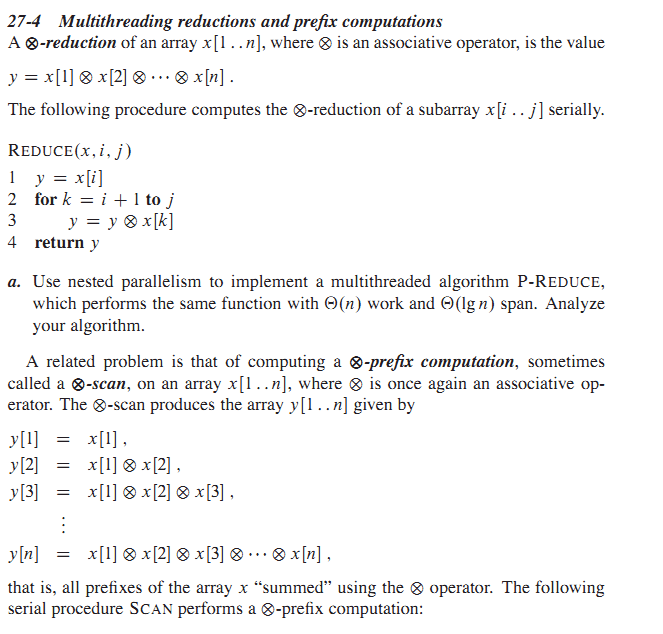 27-4 Multithreading reductions and prefix computations
A ⊗-reduction of an array x[1 . . n], where ⊗ is an associative operator, is the value
y = x[1] ⊗ x[2] ⊗ ··· ⊗ x[n] .
The following procedure computes the ⊗-reduction of a subarray x[i . . j] serially.
REDUCE(x, i, j)
1 y = x[i]
2 for k = i + 1 to j
3 y = y ⊗ x[k]
4 return y
a. Use nested parallelism to implement a multithreaded algorithm P-REDUCE,
which performs the same function with Θ(n) work and Θ(lg n) span. Analyze
your algorithm.
A related problem is that of computing a ⊗-prefix computation, sometimes
called a ⊗-scan, on an array x[1 . . n], where ⊗ is once again an associative op-
erator. The ⊗-scan produces the array y[1 . . n] given by
y[1] = x[1] ,
y[2] = x[1] ⊗ x[2] ,
y[3] = x[1] ⊗ x[2] ⊗ x[3] ,
⋮
y[n] = x[1] ⊗ x[2] ⊗ x[3] ⊗ ··· ⊗ x[n] ,
that is, all prefixes of the array x “summed” using the ⊗ operator. The following
serial procedure SCAN performs a ⊗-prefix computation: